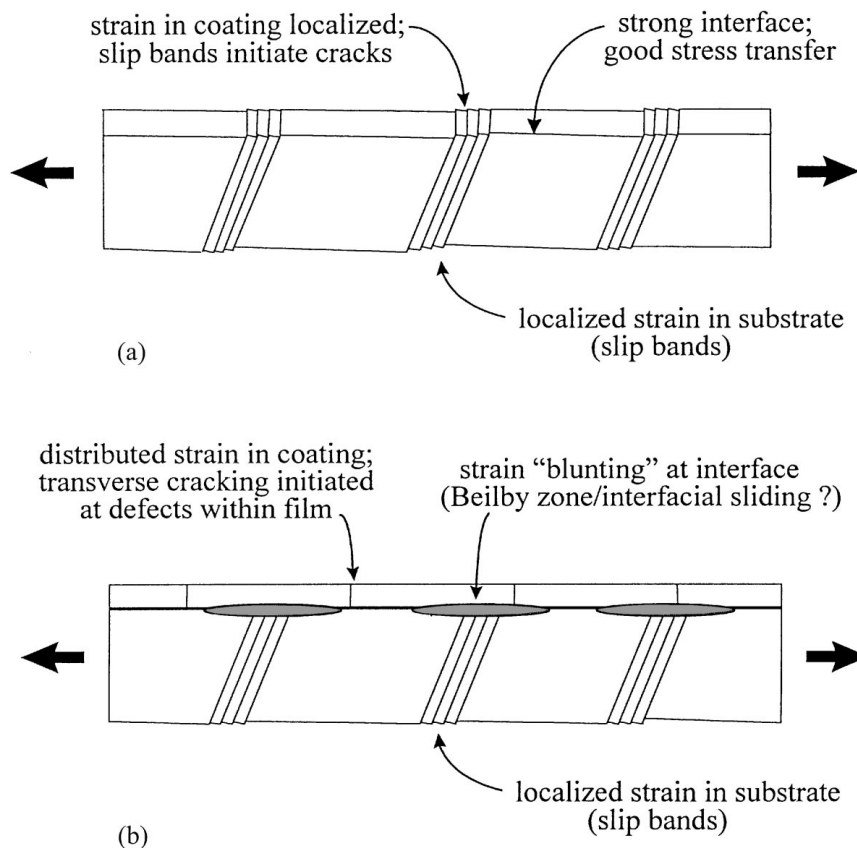 strain in coating localized;
slip bands initiate cracks
strong interface;
good stress transfer
localized strain in substrate
(slip bands)
(a)
distributed strain in coating;
transverse cracking initiated
at defects within film
strain “blunting” at interface
(Beilby zone/interfacial sliding ?)
localized strain in substrate
(slip bands)
(b)